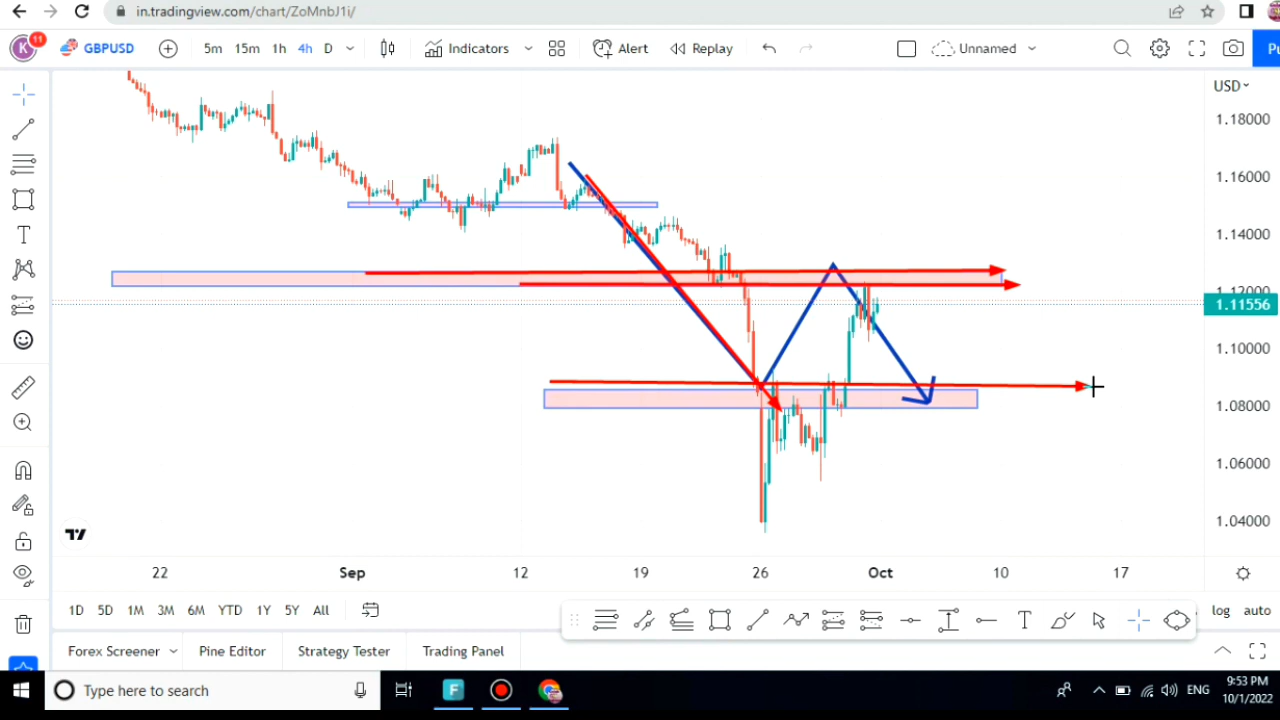 in.tradingview.com/chart/ZoMnbJ1i/
K 11 GBPUSD 5m 15m 1h 4h D Indicators Alert Replay Unnamed Pu
USD
1.18000
1.16000
1.14000
1.12000
1.11556
1.10000
1.08000
1.06000
1.04000
22 Sep 12 19 26 Oct 10 17
1D 5D 1M 3M 6M YTD 1Y 5Y All log auto
T
Forex Screener Pine Editor Strategy Tester Trading Panel
Type here to search F ENG 9:53 PM
10/1/2022